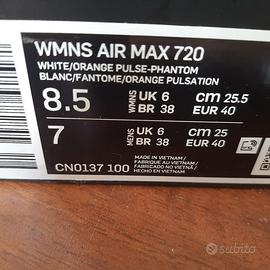 WMNS AIR MAX 720
WHITE/ORANGE PULSE-PHANTOM
BLANC/FANTOME/ORANGE PULSATION
8.5 WMNS UK 6 cm 25.5
BR 38 EUR 40
7 MENS UK 6 cm 25
BR 38 EUR 40
CN0137 100
MADE IN VIETNAM/
FABRIQUE AU VIETNAM/
FABRICADO NO VIETNÃ/
HECHO EN VIETNAM
subito